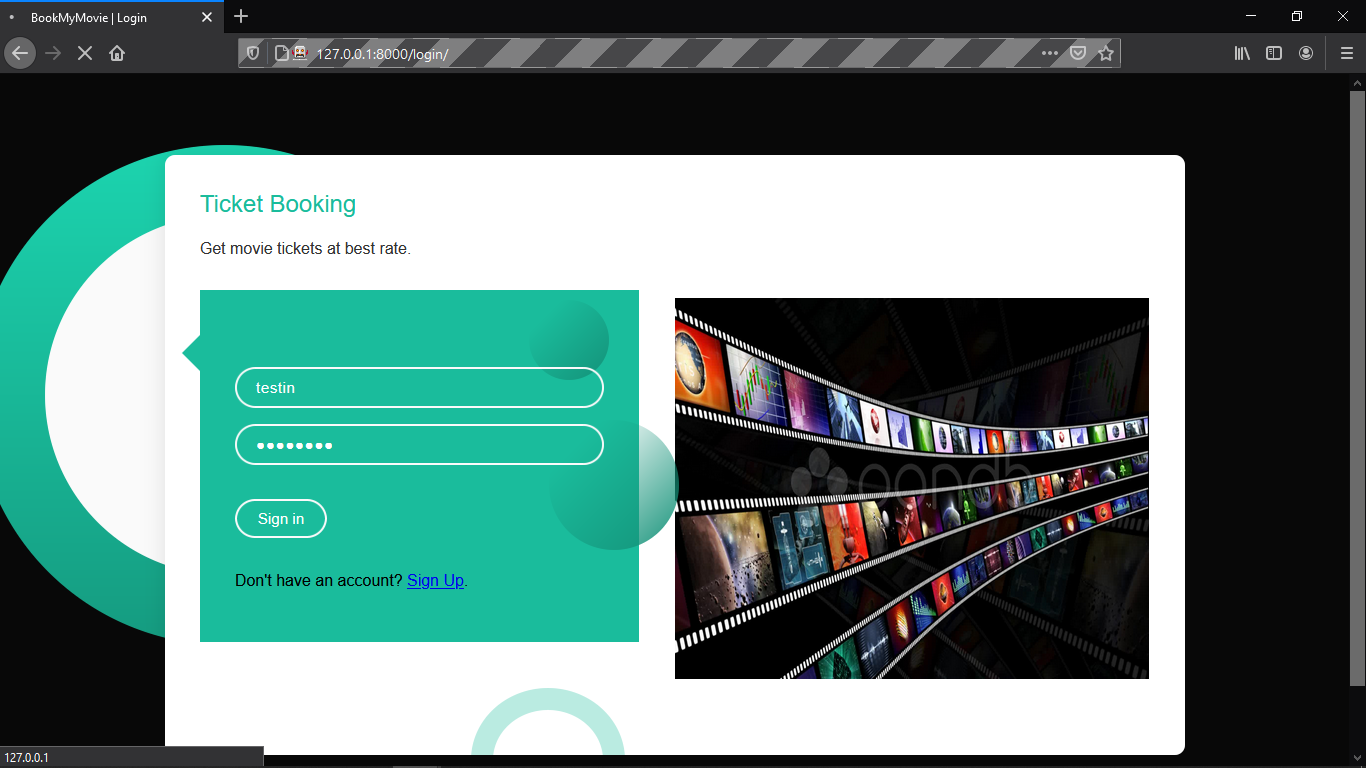 BookMyMovie | Login
127.0.0.1:8000/login/
Ticket Booking
Get movie tickets at best rate.
testin
Sign in
Don't have an account? Sign Up.
127.0.0.1